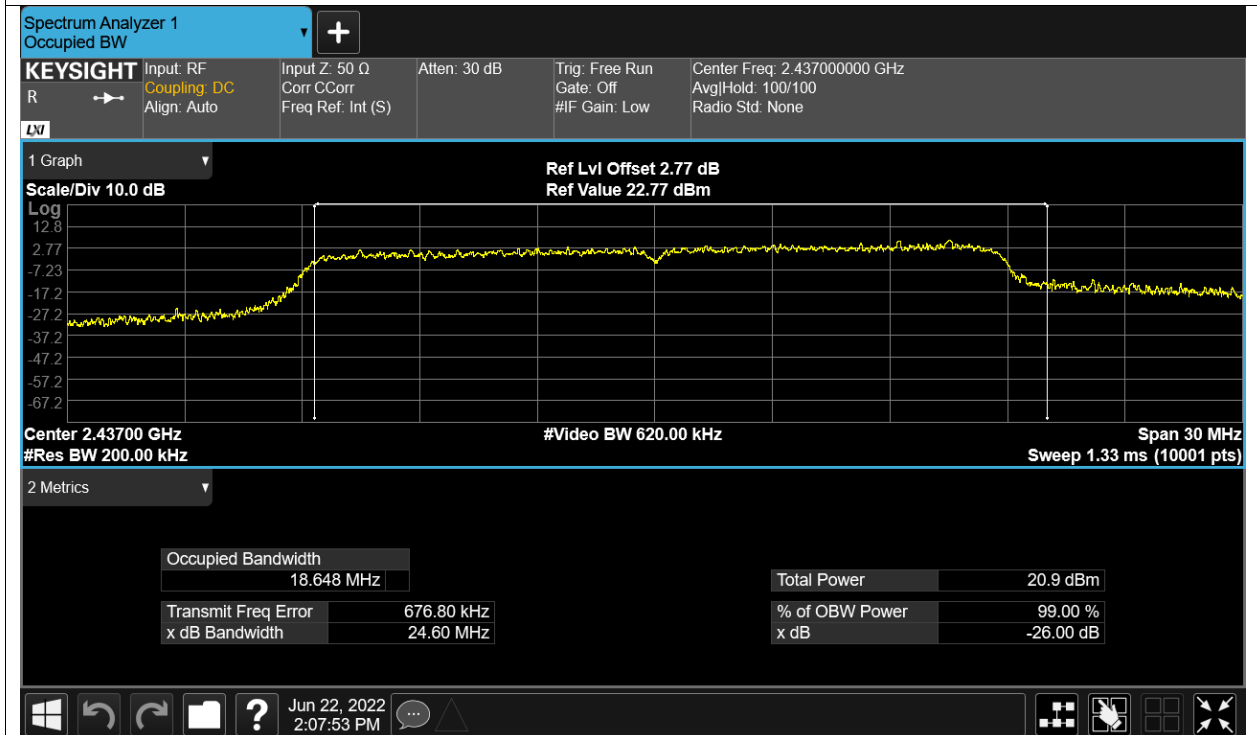 Spectrum Analyzer 1
Occupied BW
+
KEYSIGHT
R
LXI
Input: RF
Coupling: DC
Align: Auto
Input Z: 50 Ω
Corr CCorr
Freq Ref: Int (S)
Atten: 30 dB
Trig: Free Run
Gate: Off
#IF Gain: Low
Center Freq: 2.437000000 GHz
Avg|Hold: 100/100
Radio Std: None
1 Graph
Scale/Div 10.0 dB
Ref Lvl Offset 2.77 dB
Ref Value 22.77 dBm
Log
12.8
2.77
-7.23
-17.2
-27.2
-37.2
-47.2
-57.2
-67.2
Center 2.43700 GHz
#Video BW 620.00 kHz
Span 30 MHz
#Res BW 200.00 kHz
Sweep 1.33 ms (10001 pts)
2 Metrics
Occupied Bandwidth
18.648 MHz
Total Power 20.9 dBm
Transmit Freq Error 676.80 kHz
% of OBW Power 99.00 %
x dB Bandwidth 24.60 MHz
x dB -26.00 dB
?
Jun 22, 2022
2:07:53 PM